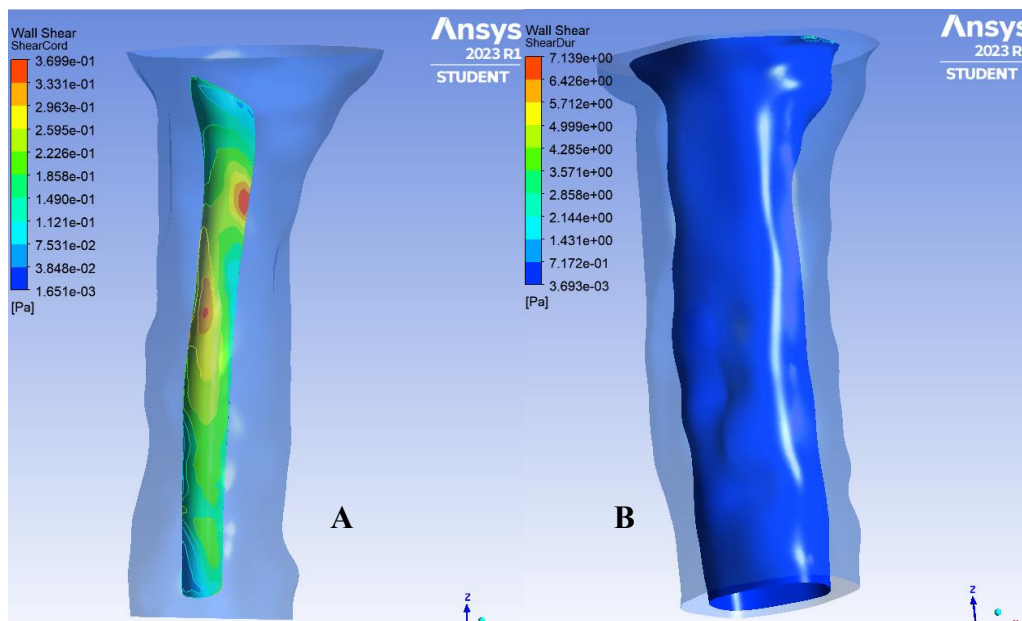 Wall Shear
ShearCord
3.699e-01
3.331e-01
2.963e-01
2.595e-01
2.226e-01
1.858e-01
1.490e-01
1.121e-01
7.531e-02
3.848e-02
1.651e-03
[Pa]
Ansys
2023 R1
STUDENT
A
z
Wall Shear
ShearDur
7.139e+00
6.426e+00
5.712e+00
4.999e+00
4.285e+00
3.571e+00
2.858e+00
2.144e+00
1.431e+00
7.172e-01
3.693e-03
[Pa]
Ansys
2023 R
STUDENT
B
z